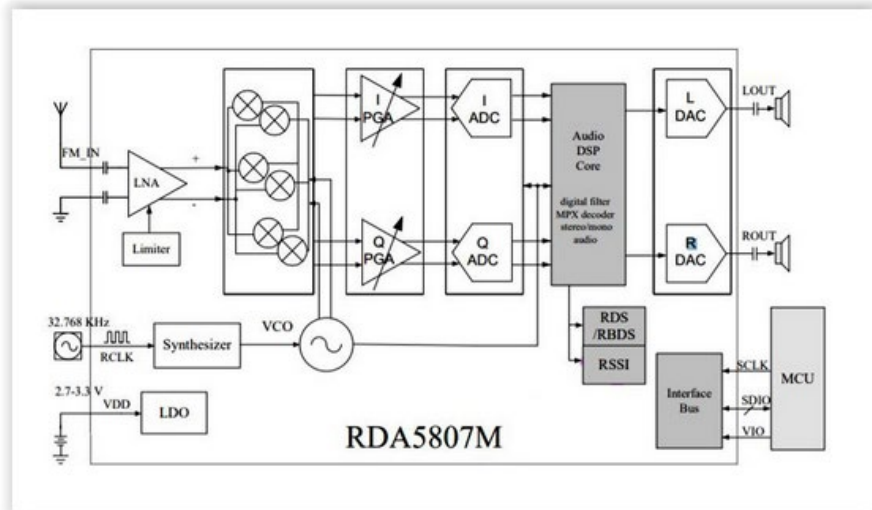 FM_IN
LNA
+
-
Limiter
I
PGA
Q
PGA
I
ADC
Q
ADC
Audio
DSP
Core
digital filter
MPX decoder
stereo/mono
audio
L
DAC
R
DAC
LOUT
ROUT
32.768 KHz
RCLK
Synthesizer
VCO
RDS
/RBDS
RSSI
2.7-3.3 V
VDD
LDO
RDA5807M
Interface
Bus
SCLK
SDIO
VIO
MCU